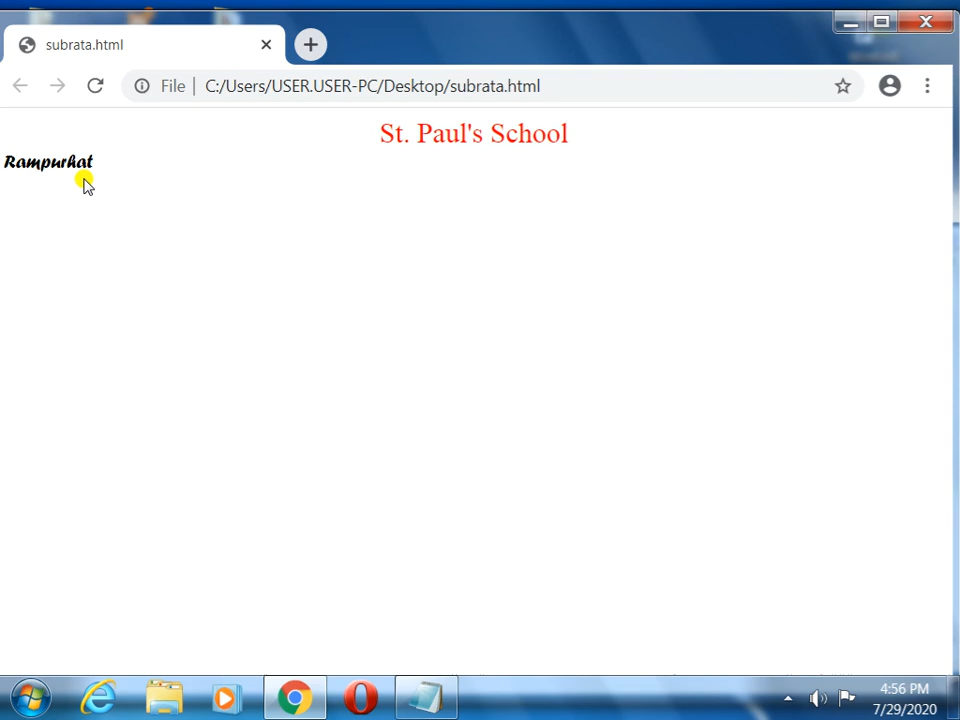 subrata.html
File | C:/Users/USER.USER-PC/Desktop/subrata.html
St. Paul's School
Rampurhat
4:56 PM
7/29/2020